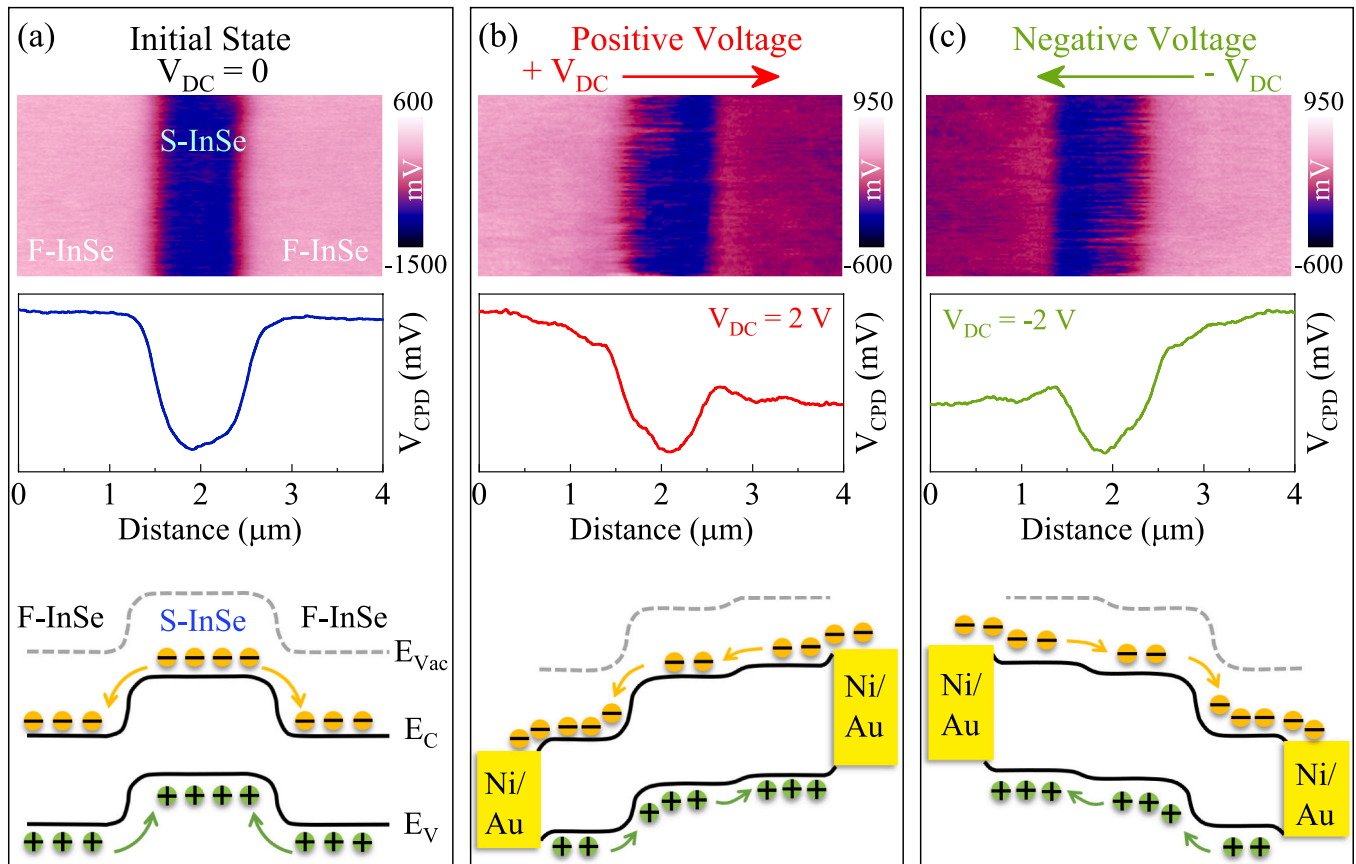 (a)
Initial State
V_DC = 0
S-InSe
F-InSe
F-InSe
600
mV
-1500
V_CPD (mV)
0 1 2 3 4
Distance (μm)
F-InSe
S-InSe
F-InSe
E_Vac
E_C
E_V
(b)
Positive Voltage
+ V_DC
950
mV
-600
V_DC = 2 V
V_CPD (mV)
0 1 2 3 4
Distance (μm)
Ni/
Au
Ni/
Au
(c)
Negative Voltage
- V_DC
950
mV
-600
V_DC = -2 V
V_CPD (mV)
0 1 2 3 4
Distance (μm)
Ni/
Au
Ni/
Au